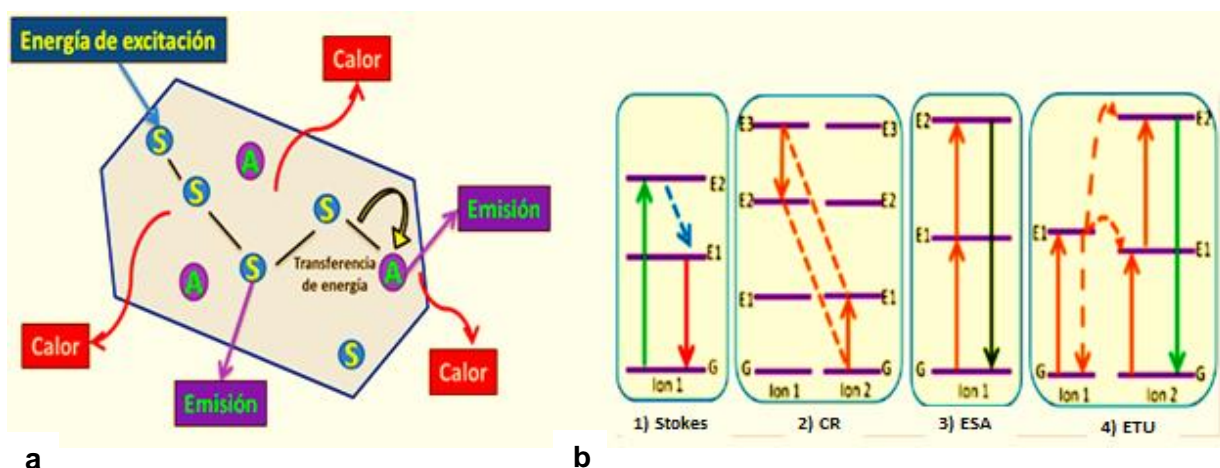 Energía de excitación
Calor
S
A
S
S
Emisión
Transferencia
de energía
A
S
A
Calor
S
Calor
Emisión
a
E2
E1
G
Ion 1
1) Stokes
E3
E3
E2
E2
E1
E1
G
G
Ion 1
Ion 2
2) CR
E2
E1
G
Ion 1
3) ESA
E2
E1
E1
G
G
Ion 1
Ion 2
4) ETU
b